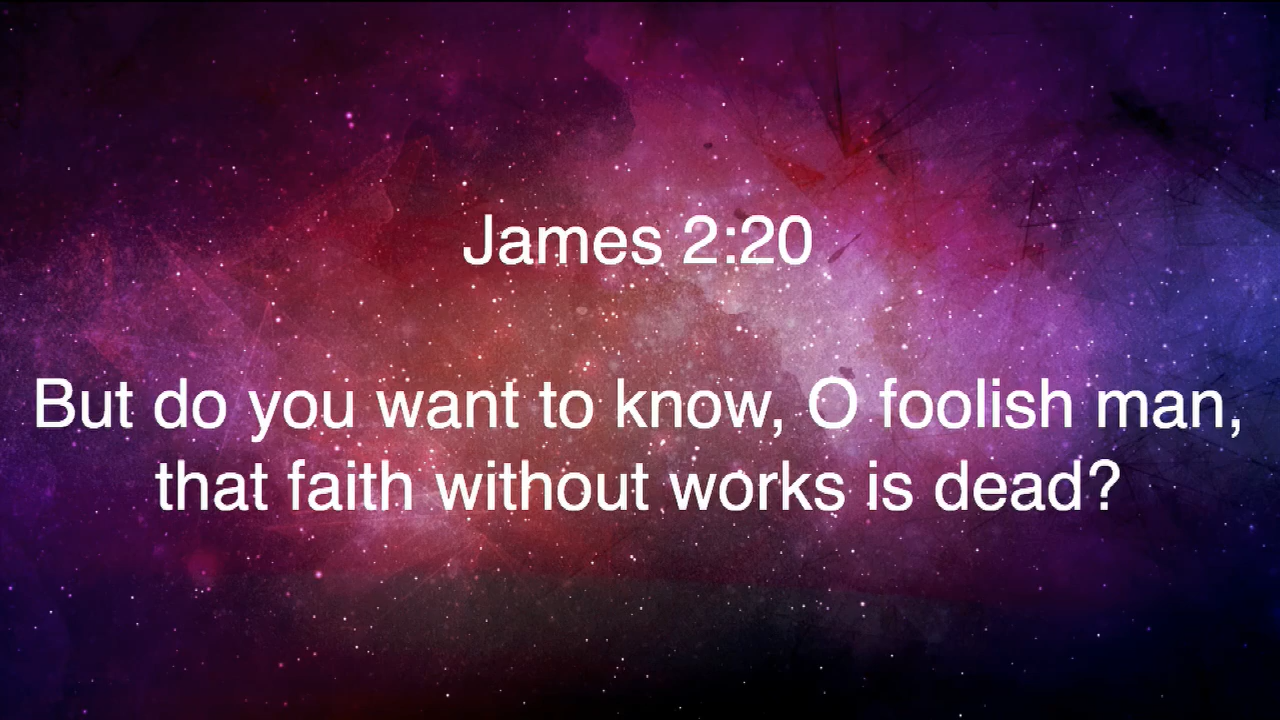 James 2:20
But do you want to know, O foolish man,
that faith without works is dead?